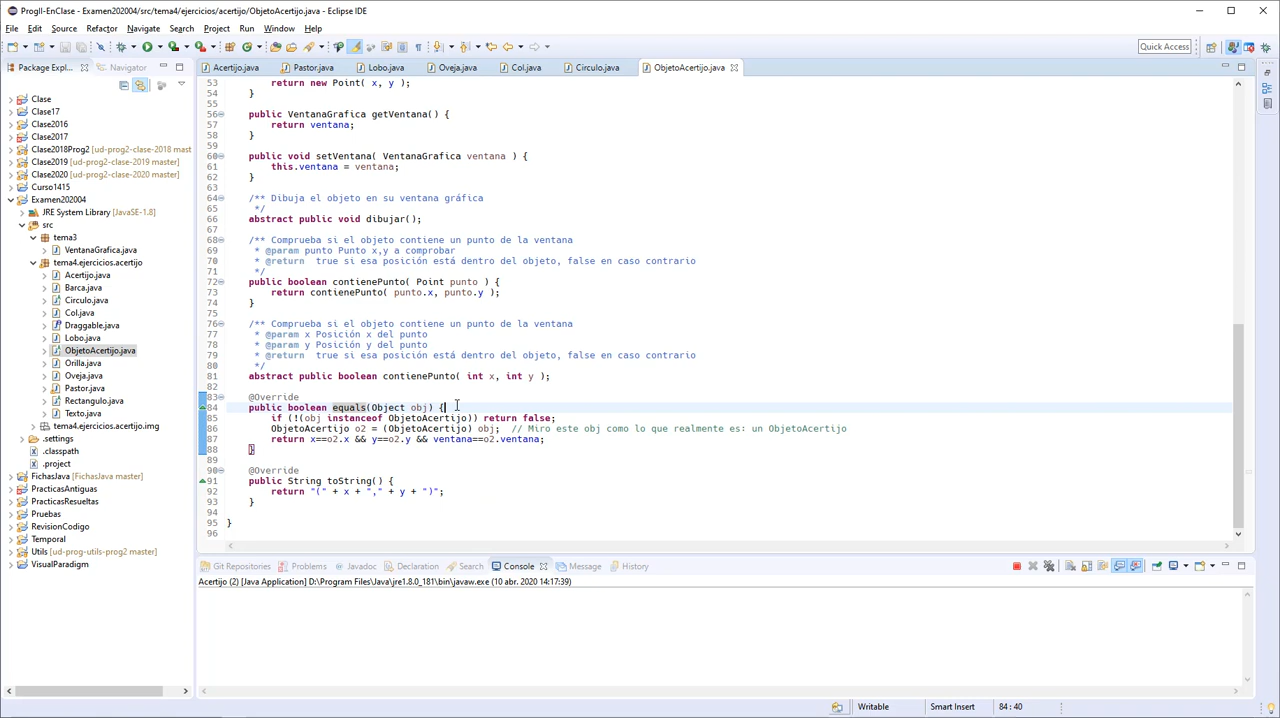 ProgII-EnClase - Examen202004/src/tema4/ejercicios/acertijo/ObjetoAcertijo.java - Eclipse IDE
File Edit Source Refactor Navigate Search Project Run Window Help
Quick Access
Package Expl... Navigator
Acertijo.java Pastor.java Lobo.java Oveja.java Col.java Circulo.java ObjetoAcertijo.java
Clase
Clase17
Clase2016
Clase2017
Clase2018Prog2 [ud-prog2-clase-2018 mast
Clase2019 [ud-prog2-clase-2019 master]
Clase2020 [ud-prog2-clase-2020 master]
Curso1415
Examen202004
JRE System Library [JavaSE-1.8]
src
tema3
VentanaGrafica.java
tema4.ejercicios.acertijo
Acertijo.java
Barca.java
Circulo.java
Col.java
Draggable.java
Lobo.java
ObjetoAcertijo.java
Orilla.java
Oveja.java
Pastor.java
Rectangulo.java
Texto.java
tema4.ejercicios.acertijo.img
.settings
.classpath
.project
FichasJava [ud-prog2-fichas master]
PracticasAntiguas
PracticasResueltas
Pruebas
RevisionCodigo
Temporal
Utils [ud-prog-utils-prog2 master]
VisualParadigm
53 return new Point( x, y );
54 }
55
56 public VentanaGrafica getVentana() {
57 return ventana;
58 }
59
60 public void setVentana( VentanaGrafica ventana ) {
61 this.ventana = ventana;
62 }
63
64 /** Dibuja el objeto en su ventana gráfica
65 */
66 abstract public void dibujar();
67
68 /** Comprueba si el objeto contiene un punto de la ventana
69 * @param punto Punto x,y a comprobar
70 * @return true si esa posición está dentro del objeto, false en caso contrario
71 */
72 public boolean contienePunto( Point punto ) {
73 return contienePunto( punto.x, punto.y );
74 }
75
76 /** Comprueba si el objeto contiene un punto de la ventana
77 * @param x Posición x del punto
78 * @param y Posición y del punto
79 * @return true si esa posición está dentro del objeto, false en caso contrario
80 */
81 abstract public boolean contienePunto( int x, int y );
82
83 @Override
84 public boolean equals(Object obj) {
85 if (!(obj instanceof ObjetoAcertijo)) return false;
86 ObjetoAcertijo o2 = (ObjetoAcertijo) obj; // Miro este obj como lo que realmente es: un ObjetoAcertijo
87 return x==o2.x && y==o2.y && ventana==o2.ventana;
88 }
89
90 @Override
91 public String toString() {
92 return "(" + x + "," + y + ")";
93 }
94
95 }
96
Git Repositories Problems Javadoc Declaration Search Console Message History
Acertijo (2) [Java Application] D:\Program Files\Java\jre1.8.0_181\bin\javaw.exe (10 abr. 2020 14:17:39)
Writable Smart Insert 84 : 40